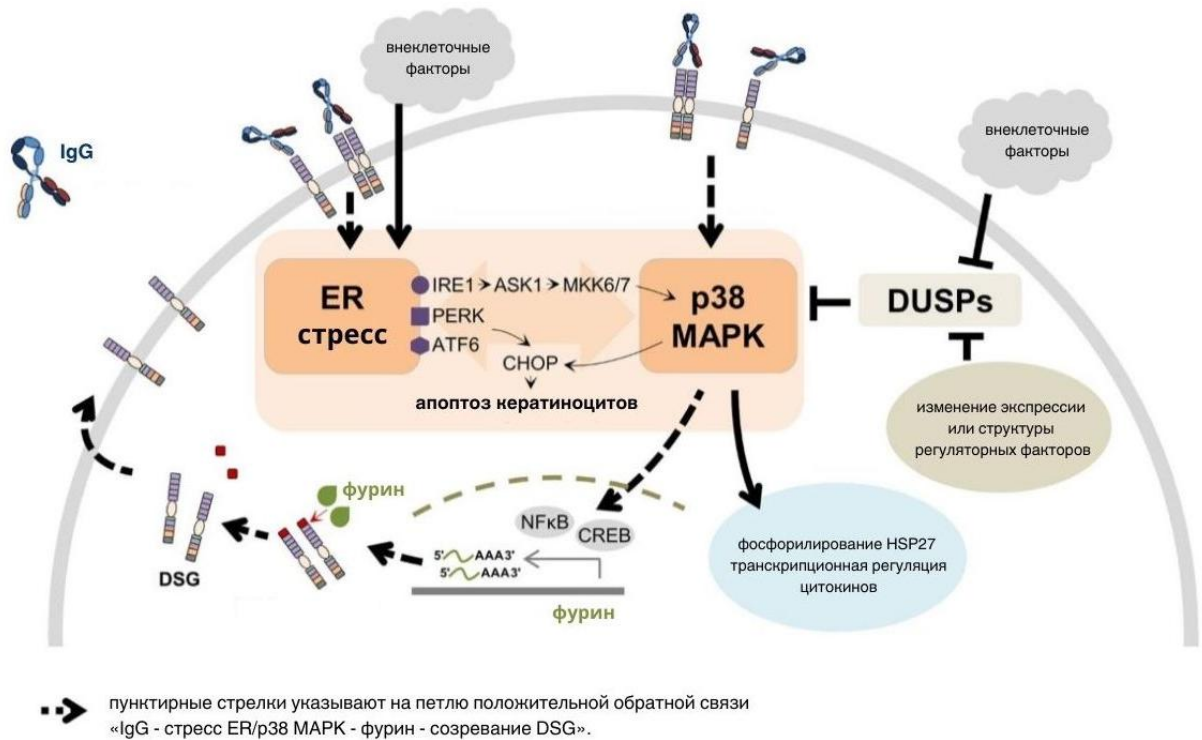 внеклеточные
факторы
внеклеточные
факторы
IgG
ER
стресс
IRE1 ASK1 MKK6/7
PERK
ATF6
CHOP
апоптоз кератиноцитов
p38
MAPK
DUSPs
изменение экспрессии
или структуры
регуляторных факторов
фурин
NFκB
CREB
5' AAA3'
5' AAA3'
фурин
DSG
фосфорилирование HSP27
транскрипционная регуляция
цитокинов
пунктирные стрелки указывают на петлю положительной обратной связи
«IgG - стресс ER/p38 MAPK - фурин - созревание DSG».